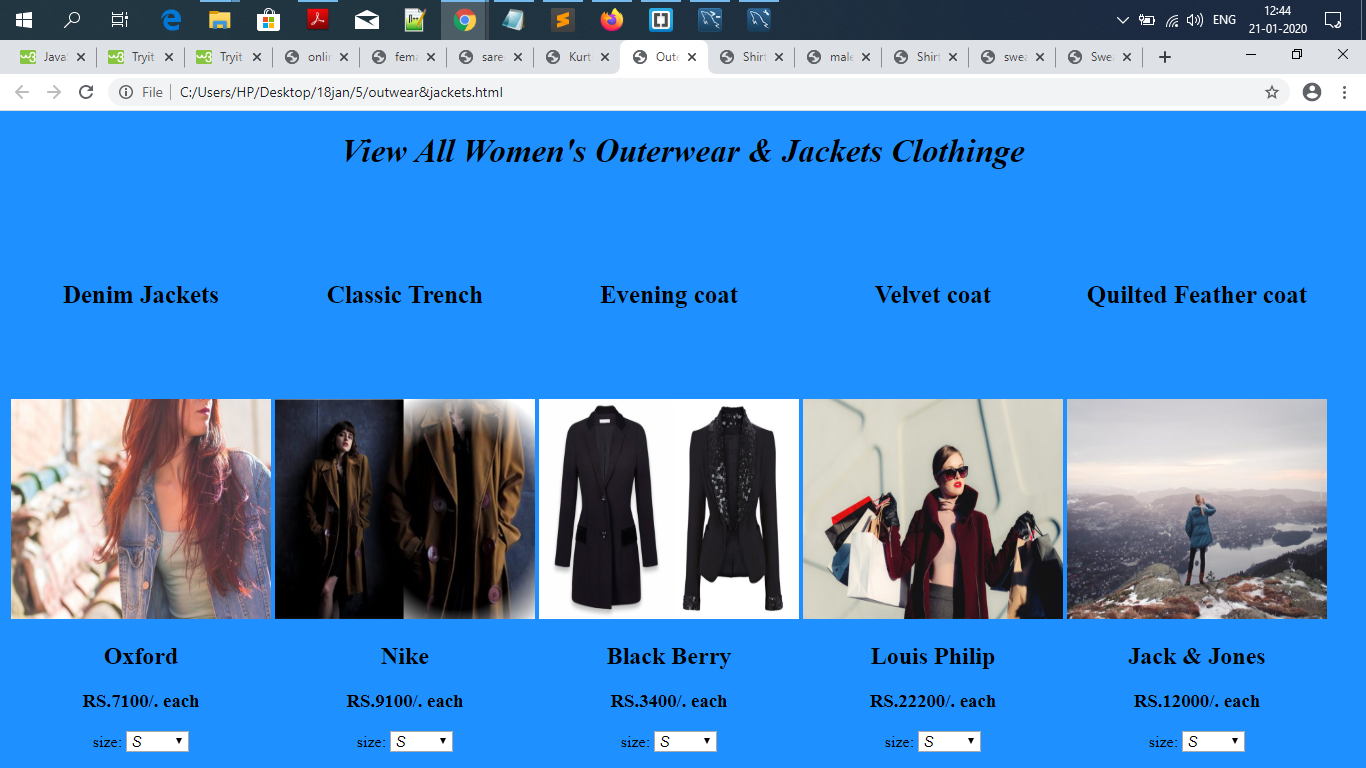 12:44
ENG
21-01-2020
Java
Tryit
Tryit
onlin
fema
sare
Kurt
Oute
Shirt
male
Shirt
swea
Swea
File
C:/Users/HP/Desktop/18jan/5/outwear&jackets.html
View All Women's Outerwear & Jackets Clothinge
Denim Jackets Classic Trench Evening coat Velvet coat Quilted Feather coat
Oxford Nike Black Berry Louis Philip Jack & Jones
RS.7100/. each RS.9100/. each RS.3400/. each RS.22200/. each RS.12000/. each
size: S size: S size: S size: S size: S